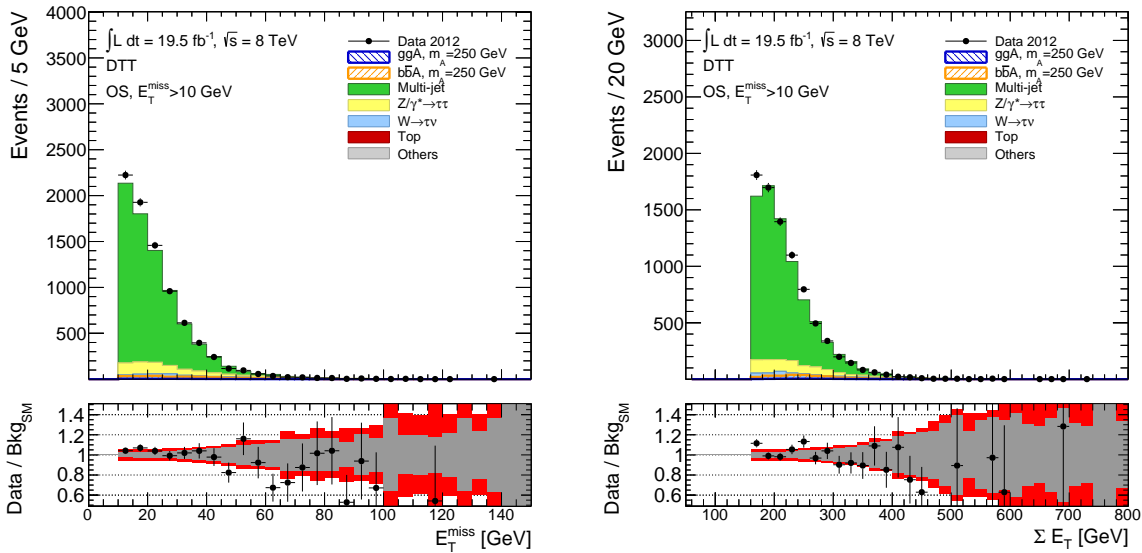 Events / 5 GeV
4000
3500
3000
2500
2000
1500
1000
500
∫L dt = 19.5 fb⁻¹, √s = 8 TeV
DTT
OS, E_T^miss>10 GeV
Data 2012
ggA, m_A=250 GeV
bb̄A, m_A=250 GeV
Multi-jet
Z/γ*→ττ
W→τν
Top
Others
Data / Bkg_SM
1.4
1.2
1
0.8
0.6
0 20 40 60 80 100 120 140
E_T^miss [GeV]
Events / 20 GeV
3000
2500
2000
1500
1000
500
∫L dt = 19.5 fb⁻¹, √s = 8 TeV
DTT
OS, E_T^miss>10 GeV
Data 2012
ggA, m_A=250 GeV
bb̄A, m_A=250 GeV
Multi-jet
Z/γ*→ττ
W→τν
Top
Others
Data / Bkg_SM
1.4
1.2
1
0.8
0.6
100 200 300 400 500 600 700 800
Σ E_T [GeV]